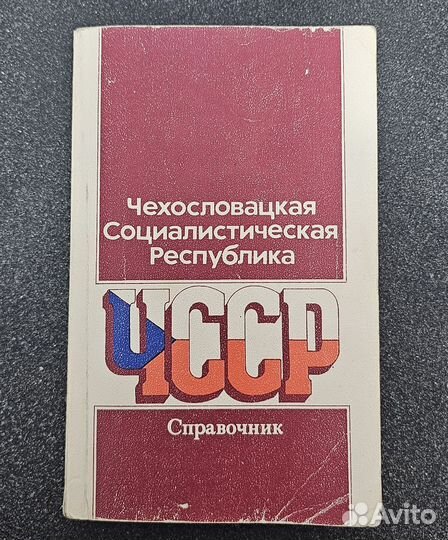 Чехословацкая
Социалистическая
Республика
ЧССР
Справочник
Avito